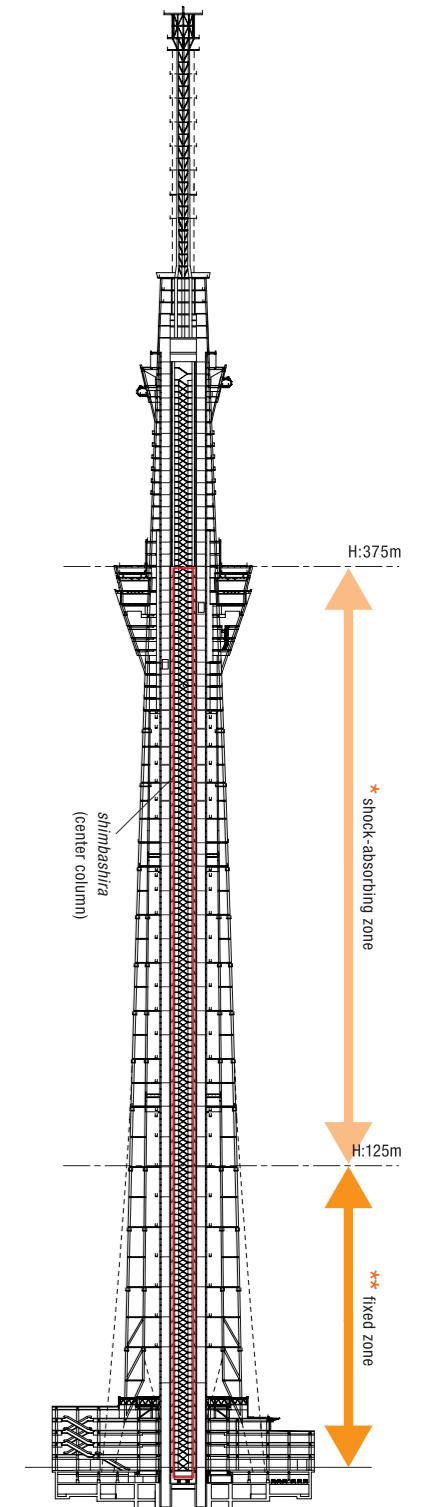 H:375m
* shock-absorbing zone
shimbashira
(center column)
H:125m
** fixed zone